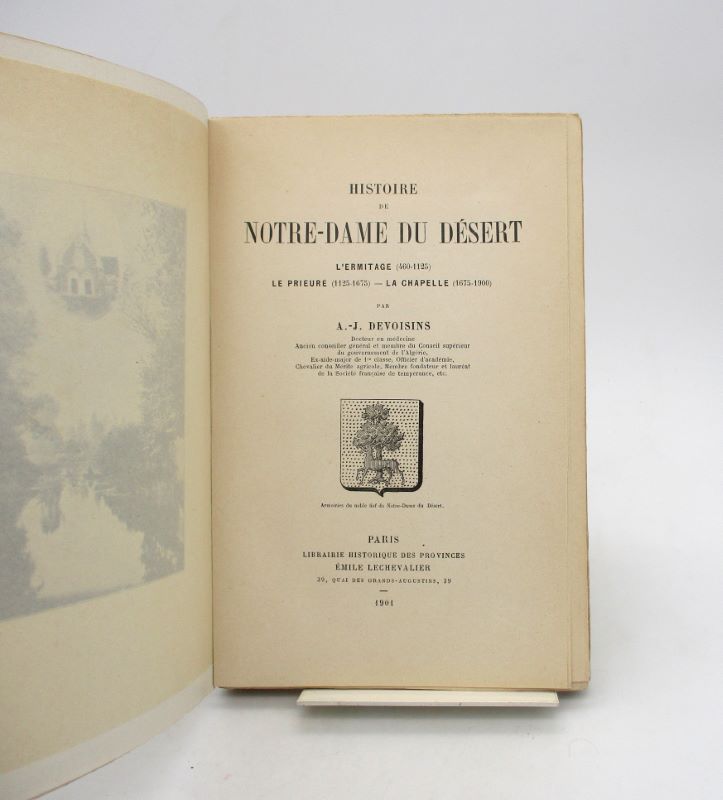 HISTOIRE
DE
NOTRE-DAME DU DÉSERT
L'ERMITAGE (460-1125)
LE PRIEURÉ (1125-1675) — LA CHAPELLE (1675-1900)
PAR
A.-J. DEVOISINS
Docteur en médecine
Ancien conseiller général et membre du Conseil supérieur
du gouvernement de l'Algérie,
Ex-aide-major de 1re classe, Officier d'académie,
Chevalier du Mérite agricole, Membre fondateur et lauréat
de la Société française de tempérance, etc.
Armoiries du noble fief de Notre-Dame du Désert.
PARIS
LIBRAIRIE HISTORIQUE DES PROVINCES
ÉMILE LECHEVALIER
39, QUAI DES GRANDS-AUGUSTINS, 39
1901